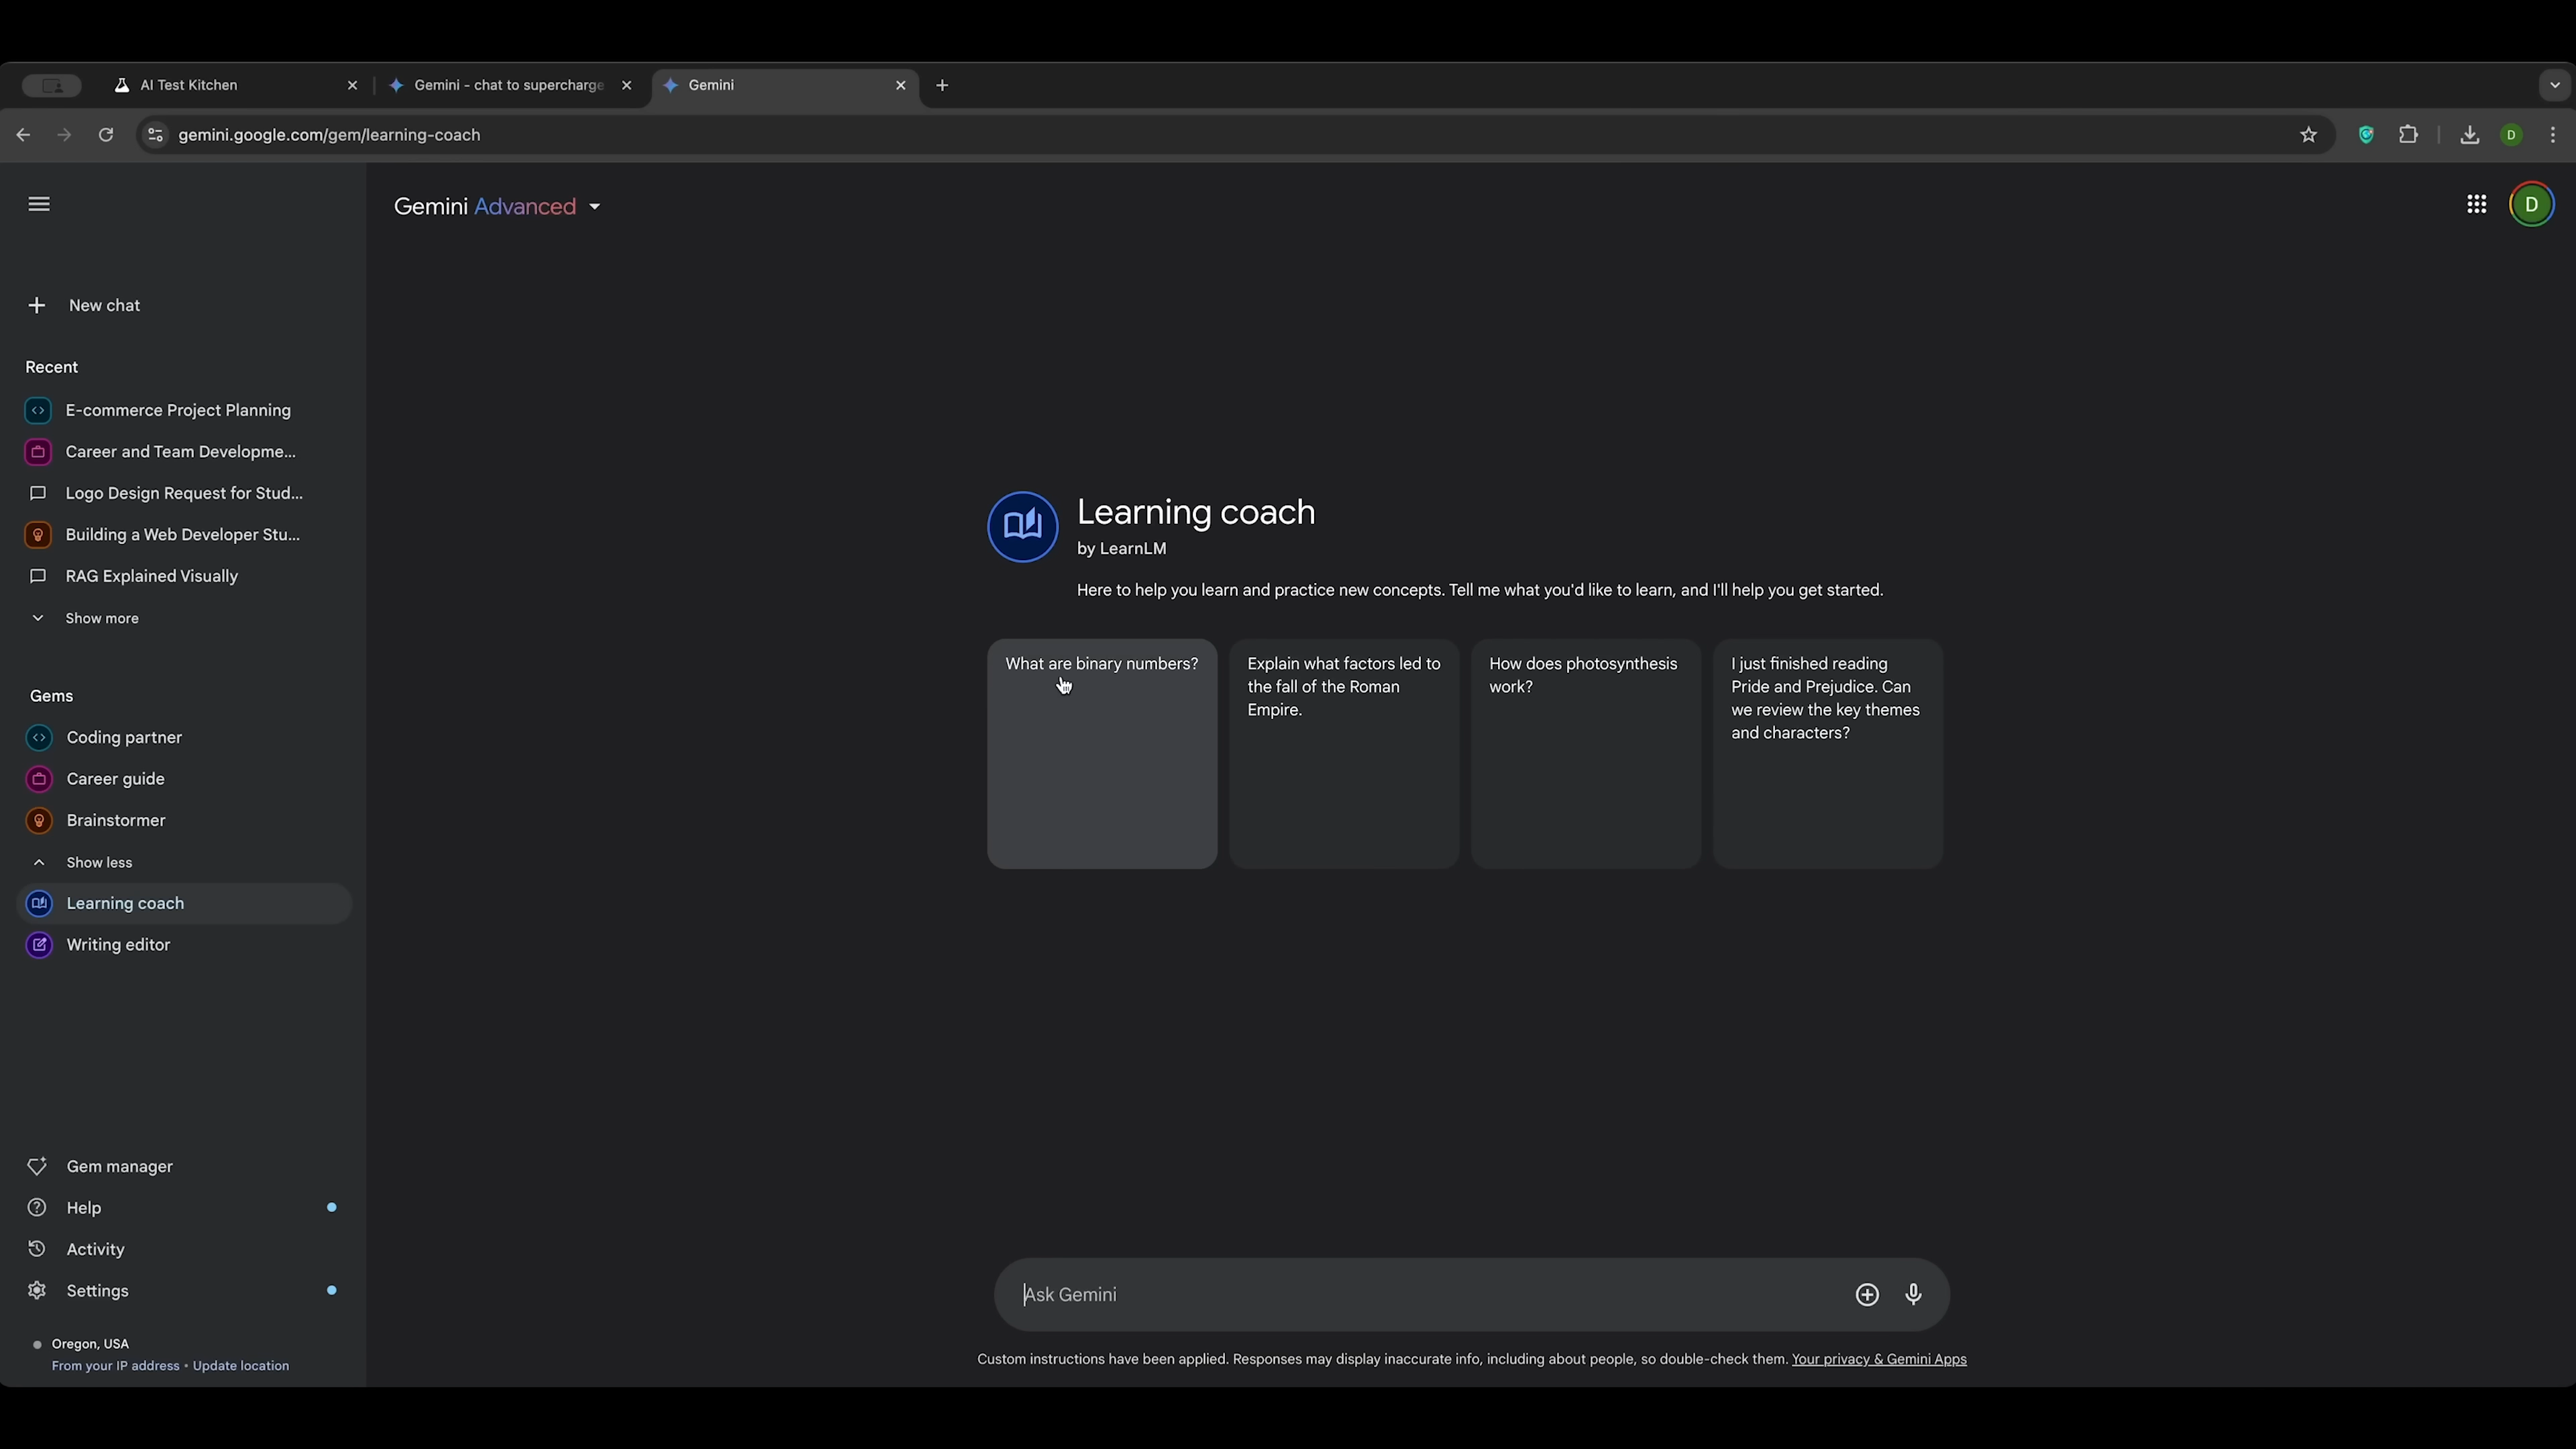 AI Test Kitchen
Gemini - chat to supercharge
Gemini
gemini.google.com/gem/learning-coach
D
Gemini Advanced
D
New chat
Recent
E-commerce Project Planning
Career and Team Developme...
Logo Design Request for Stud...
Building a Web Developer Stu...
RAG Explained Visually
Show more
Gems
Coding partner
Career guide
Brainstormer
Show less
Learning coach
Writing editor
Gem manager
Help
Activity
Settings
Oregon, USA
From your IP address • Update location
Learning coach
by LearnLM
Here to help you learn and practice new concepts. Tell me what you'd like to learn, and I'll help you get started.
What are binary numbers?
Explain what factors led to
the fall of the Roman
Empire.
How does photosynthesis
work?
I just finished reading
Pride and Prejudice. Can
we review the key themes
and characters?
Ask Gemini
Custom instructions have been applied. Responses may display inaccurate info, including about people, so double-check them. Your privacy & Gemini Apps